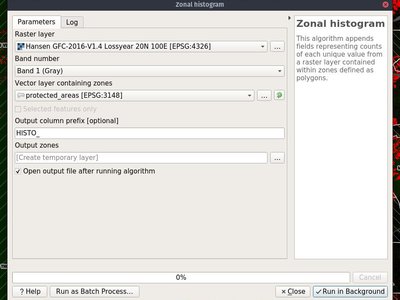 Zonal histogram
Parameters
Log
Raster layer
Hansen GFC-2016-V1.4 Lossyear 20N 100E [EPSG:4326]
...
Band number
Band 1 (Gray)
Vector layer containing zones
protected_areas [EPSG:3148]
...
Selected features only
Output column prefix [optional]
HISTO_
Output zones
[Create temporary layer]
...
Open output file after running algorithm
Zonal histogram
This algorithm appends
fields representing counts
of each unique value from
a raster layer contained
within zones defined as
polygons.
0%
Cancel
? Help
Run as Batch Process...
Close
Run in Background